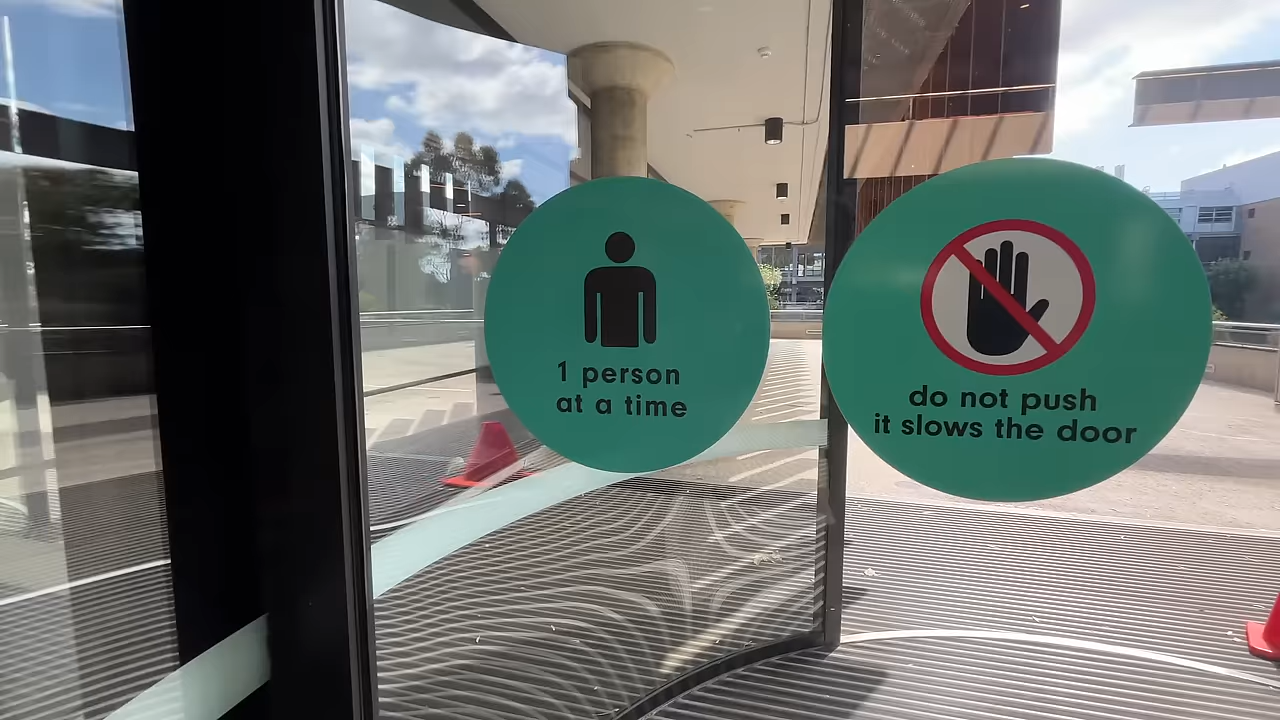 1 person
at a time
do not push
it slows the door